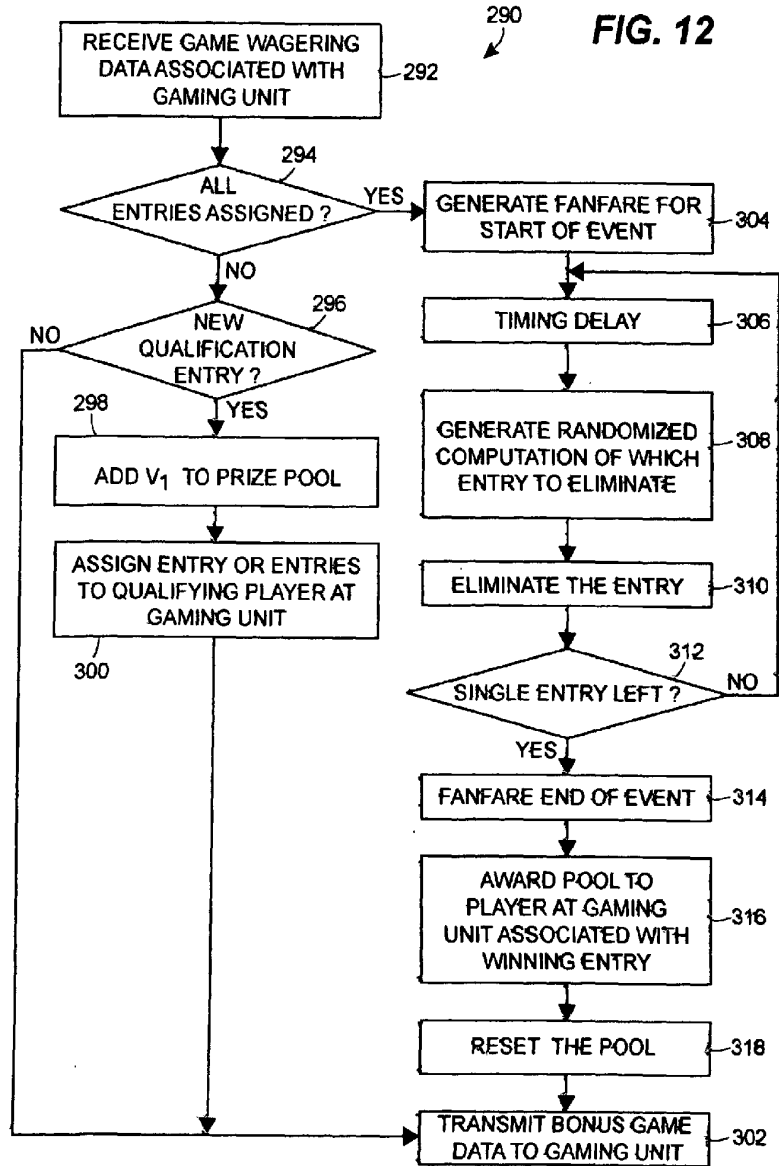 290
FIG. 12
RECEIVE GAME WAGERING
DATA ASSOCIATED WITH
GAMING UNIT
292
294
ALL
ENTRIES ASSIGNED ?
YES
NO
296
NEW
QUALIFICATION
ENTRY ?
NO
YES
298
ADD V1 TO PRIZE POOL
ASSIGN ENTRY OR ENTRIES
TO QUALIFYING PLAYER AT
GAMING UNIT
300
GENERATE FANFARE FOR
START OF EVENT
304
TIMING DELAY
306
GENERATE RANDOMIZED
COMPUTATION OF WHICH
ENTRY TO ELIMINATE
308
ELIMINATE THE ENTRY
310
312
SINGLE ENTRY LEFT ?
NO
YES
FANFARE END OF EVENT
314
AWARD POOL TO
PLAYER AT GAMING
UNIT ASSOCIATED WITH
WINNING ENTRY
316
RESET THE POOL
318
TRANSMIT BONUS GAME
DATA TO GAMING UNIT
302